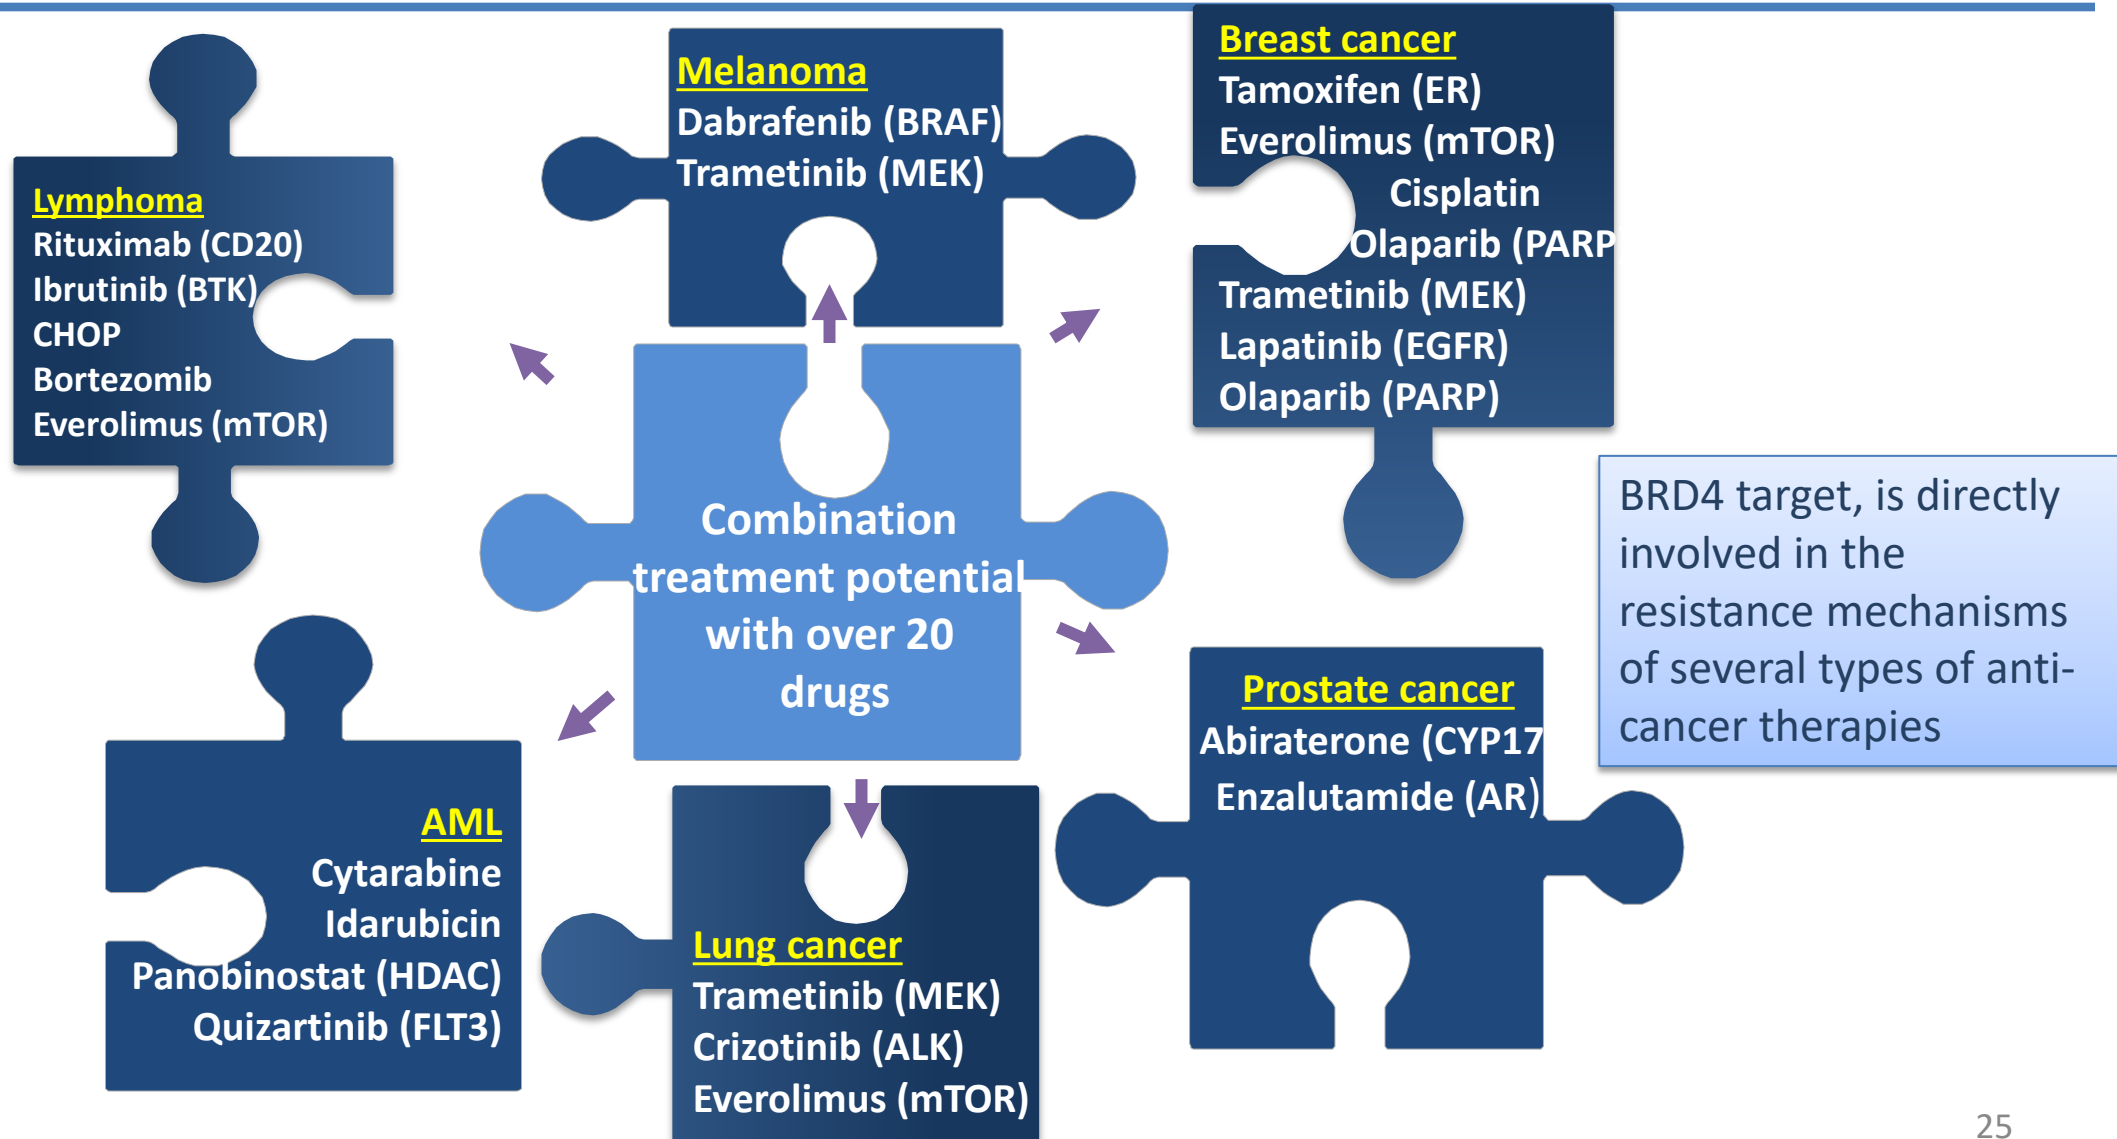 Lymphoma
Rituximab (CD20)
Ibrutinib (BTK)
CHOP
Bortezomib
Everolimus (mTOR)
Melanoma
Dabrafenib (BRAF)
Trametinib (MEK)
Breast cancer
Tamoxifen (ER)
Everolimus (mTOR)
Cisplatin
Olaparib (PARP
Trametinib (MEK)
Lapatinib (EGFR)
Olaparib (PARP)
Combination
treatment potential
with over 20
drugs
BRD4 target, is directly
involved in the
resistance mechanisms
of several types of anti-
cancer therapies
AML
Cytarabine
Idarubicin
Panobinostat (HDAC)
Quizartinib (FLT3)
Lung cancer
Trametinib (MEK)
Crizotinib (ALK)
Everolimus (mTOR)
Prostate cancer
Abiraterone (CYP17
Enzalutamide (AR)
25